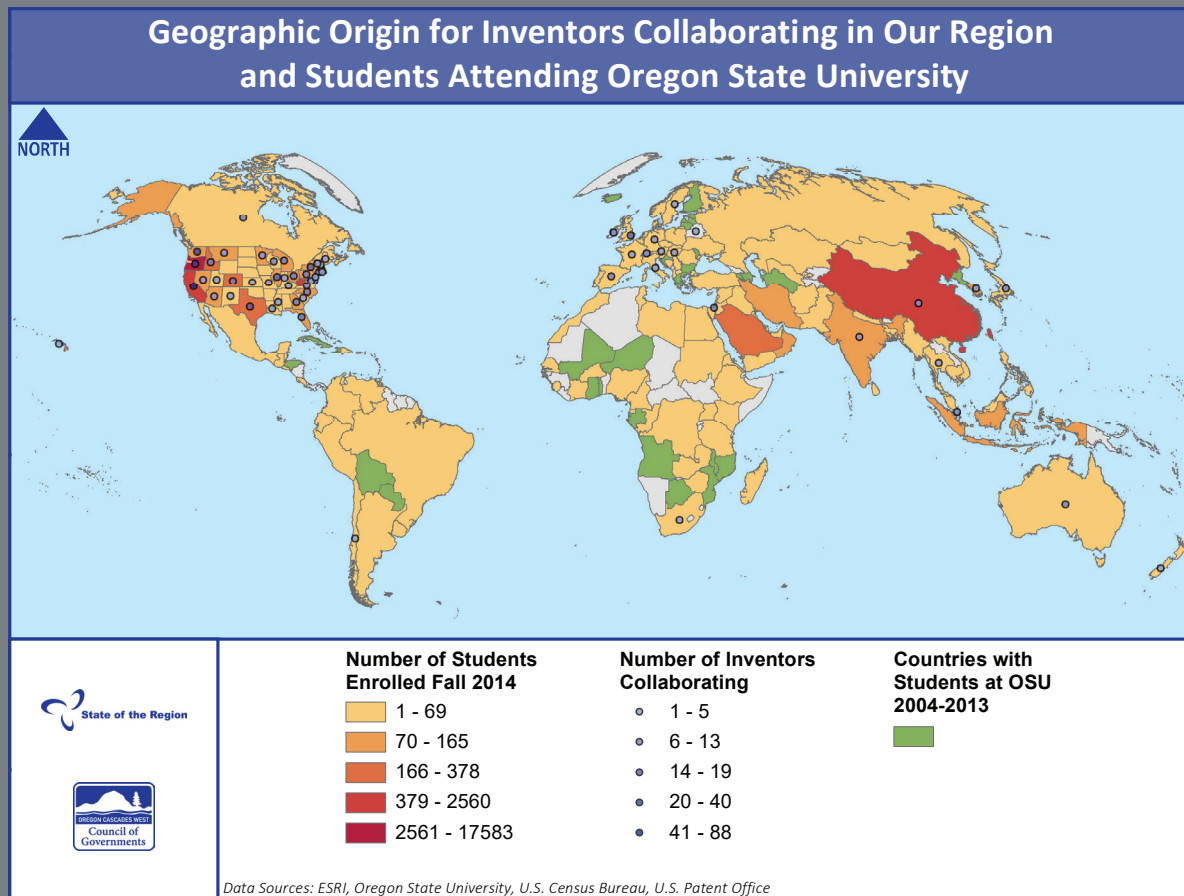 Geographic Origin for Inventors Collaborating in Our Region
and Students Attending Oregon State University
NORTH
State of the Region
OREGON CASCADES WEST
Council of
Governments
Number of Students
Enrolled Fall 2014
1 - 69
70 - 165
166 - 378
379 - 2560
2561 - 17583
Number of Inventors
Collaborating
1 - 5
6 - 13
14 - 19
20 - 40
41 - 88
Countries with
Students at OSU
2004-2013
Data Sources: ESRI, Oregon State University, U.S. Census Bureau, U.S. Patent Office